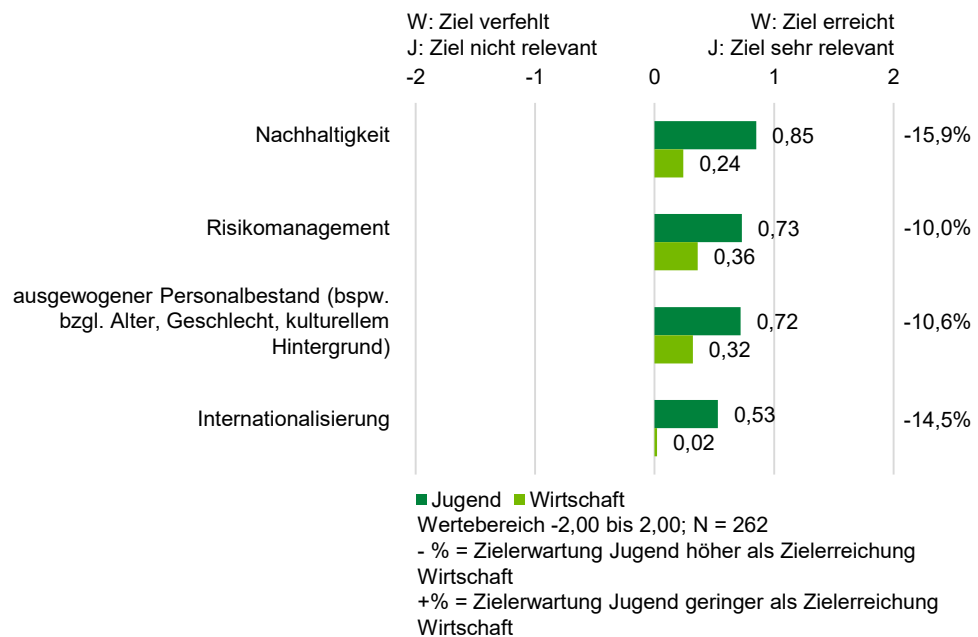 W: Ziel verfehlt
J: Ziel nicht relevant
W: Ziel erreicht
J: Ziel sehr relevant
-2 -1 0 1 2
Nachhaltigkeit 0,85 -15,9%
0,24
Risikomanagement 0,73 -10,0%
0,36
ausgewogener Personalbestand (bspw.
bzgl. Alter, Geschlecht, kulturellem
Hintergrund)
0,72 -10,6%
0,32
Internationalisierung 0,53 -14,5%
0,02
Jugend Wirtschaft
Wertebereich -2,00 bis 2,00; N = 262
- % = Zielerwartung Jugend höher als Zielerreichung
Wirtschaft
+% = Zielerwartung Jugend geringer als Zielerreichung
Wirtschaft